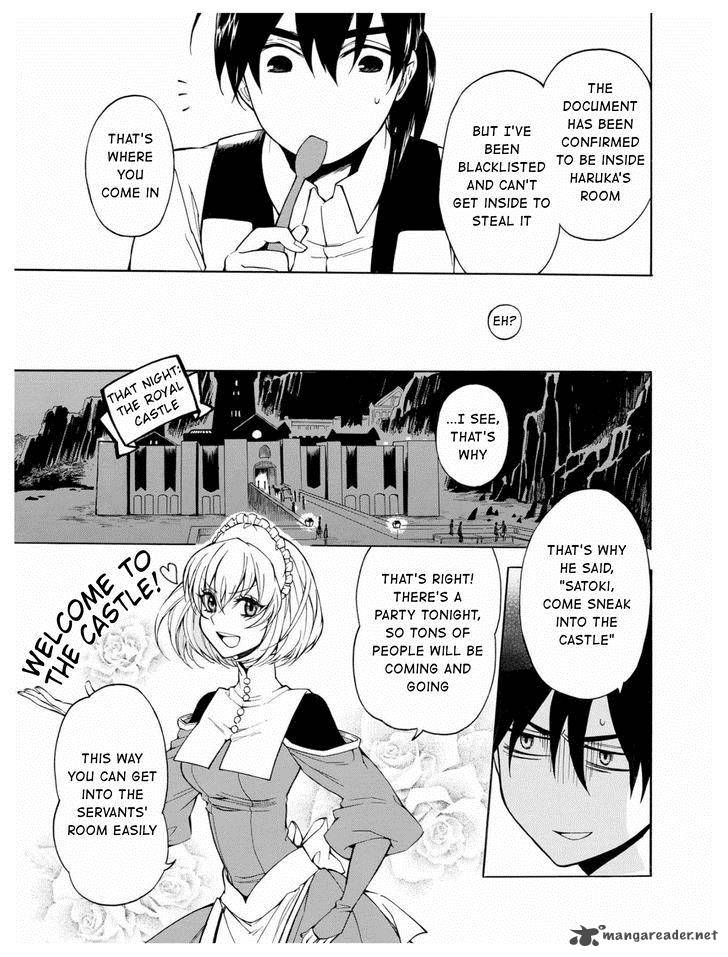 THE
DOCUMENT
HAS BEEN
CONFIRMED
TO BE INSIDE
HARUKA'S
ROOM
BUT I'VE
BEEN
BLACKLISTED
AND CAN'T
GET INSIDE TO
STEAL IT
THAT'S
WHERE
YOU
COME IN
EH?
THAT NIGHT:
THE ROYAL
CASTLE
...I SEE,
THAT'S
WHY
THAT'S WHY
HE SAID,
"SATOKI,
COME SNEAK
INTO THE
CASTLE"
THAT'S RIGHT!
THERE'S A
PARTY TONIGHT,
SO TONS OF
PEOPLE WILL BE
COMING AND
GOING
WELCOME TO
THE CASTLE!
THIS WAY
YOU CAN GET
INTO THE
SERVANTS'
ROOM EASILY
mangareader.net